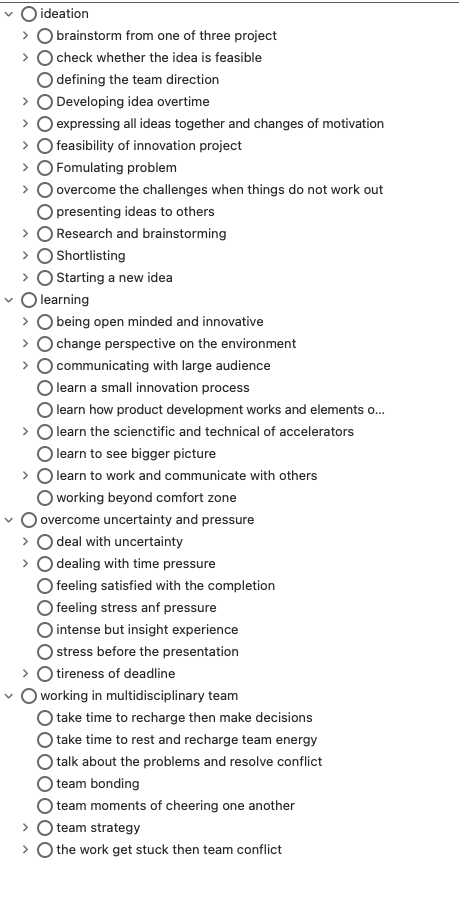 ideation
brainstorm from one of three project
check whether the idea is feasible
defining the team direction
Developing idea overtime
expressing all ideas together and changes of motivation
feasibility of innovation project
Fomulating problem
overcome the challenges when things do not work out
presenting ideas to others
Research and brainstorming
Shortlisting
Starting a new idea
learning
being open minded and innovative
change perspective on the environment
communicating with large audience
learn a small innovation process
learn how product development works and elements o...
learn the scienctific and technical of accelerators
learn to see bigger picture
learn to work and communicate with others
working beyond comfort zone
overcome uncertainty and pressure
deal with uncertainty
dealing with time pressure
feeling satisfied with the completion
feeling stress anf pressure
intense but insight experience
stress before the presentation
tireness of deadline
working in multidisciplinary team
take time to recharge then make decisions
take time to rest and recharge team energy
talk about the problems and resolve conflict
team bonding
team moments of cheering one another
team strategy
the work get stuck then team conflict